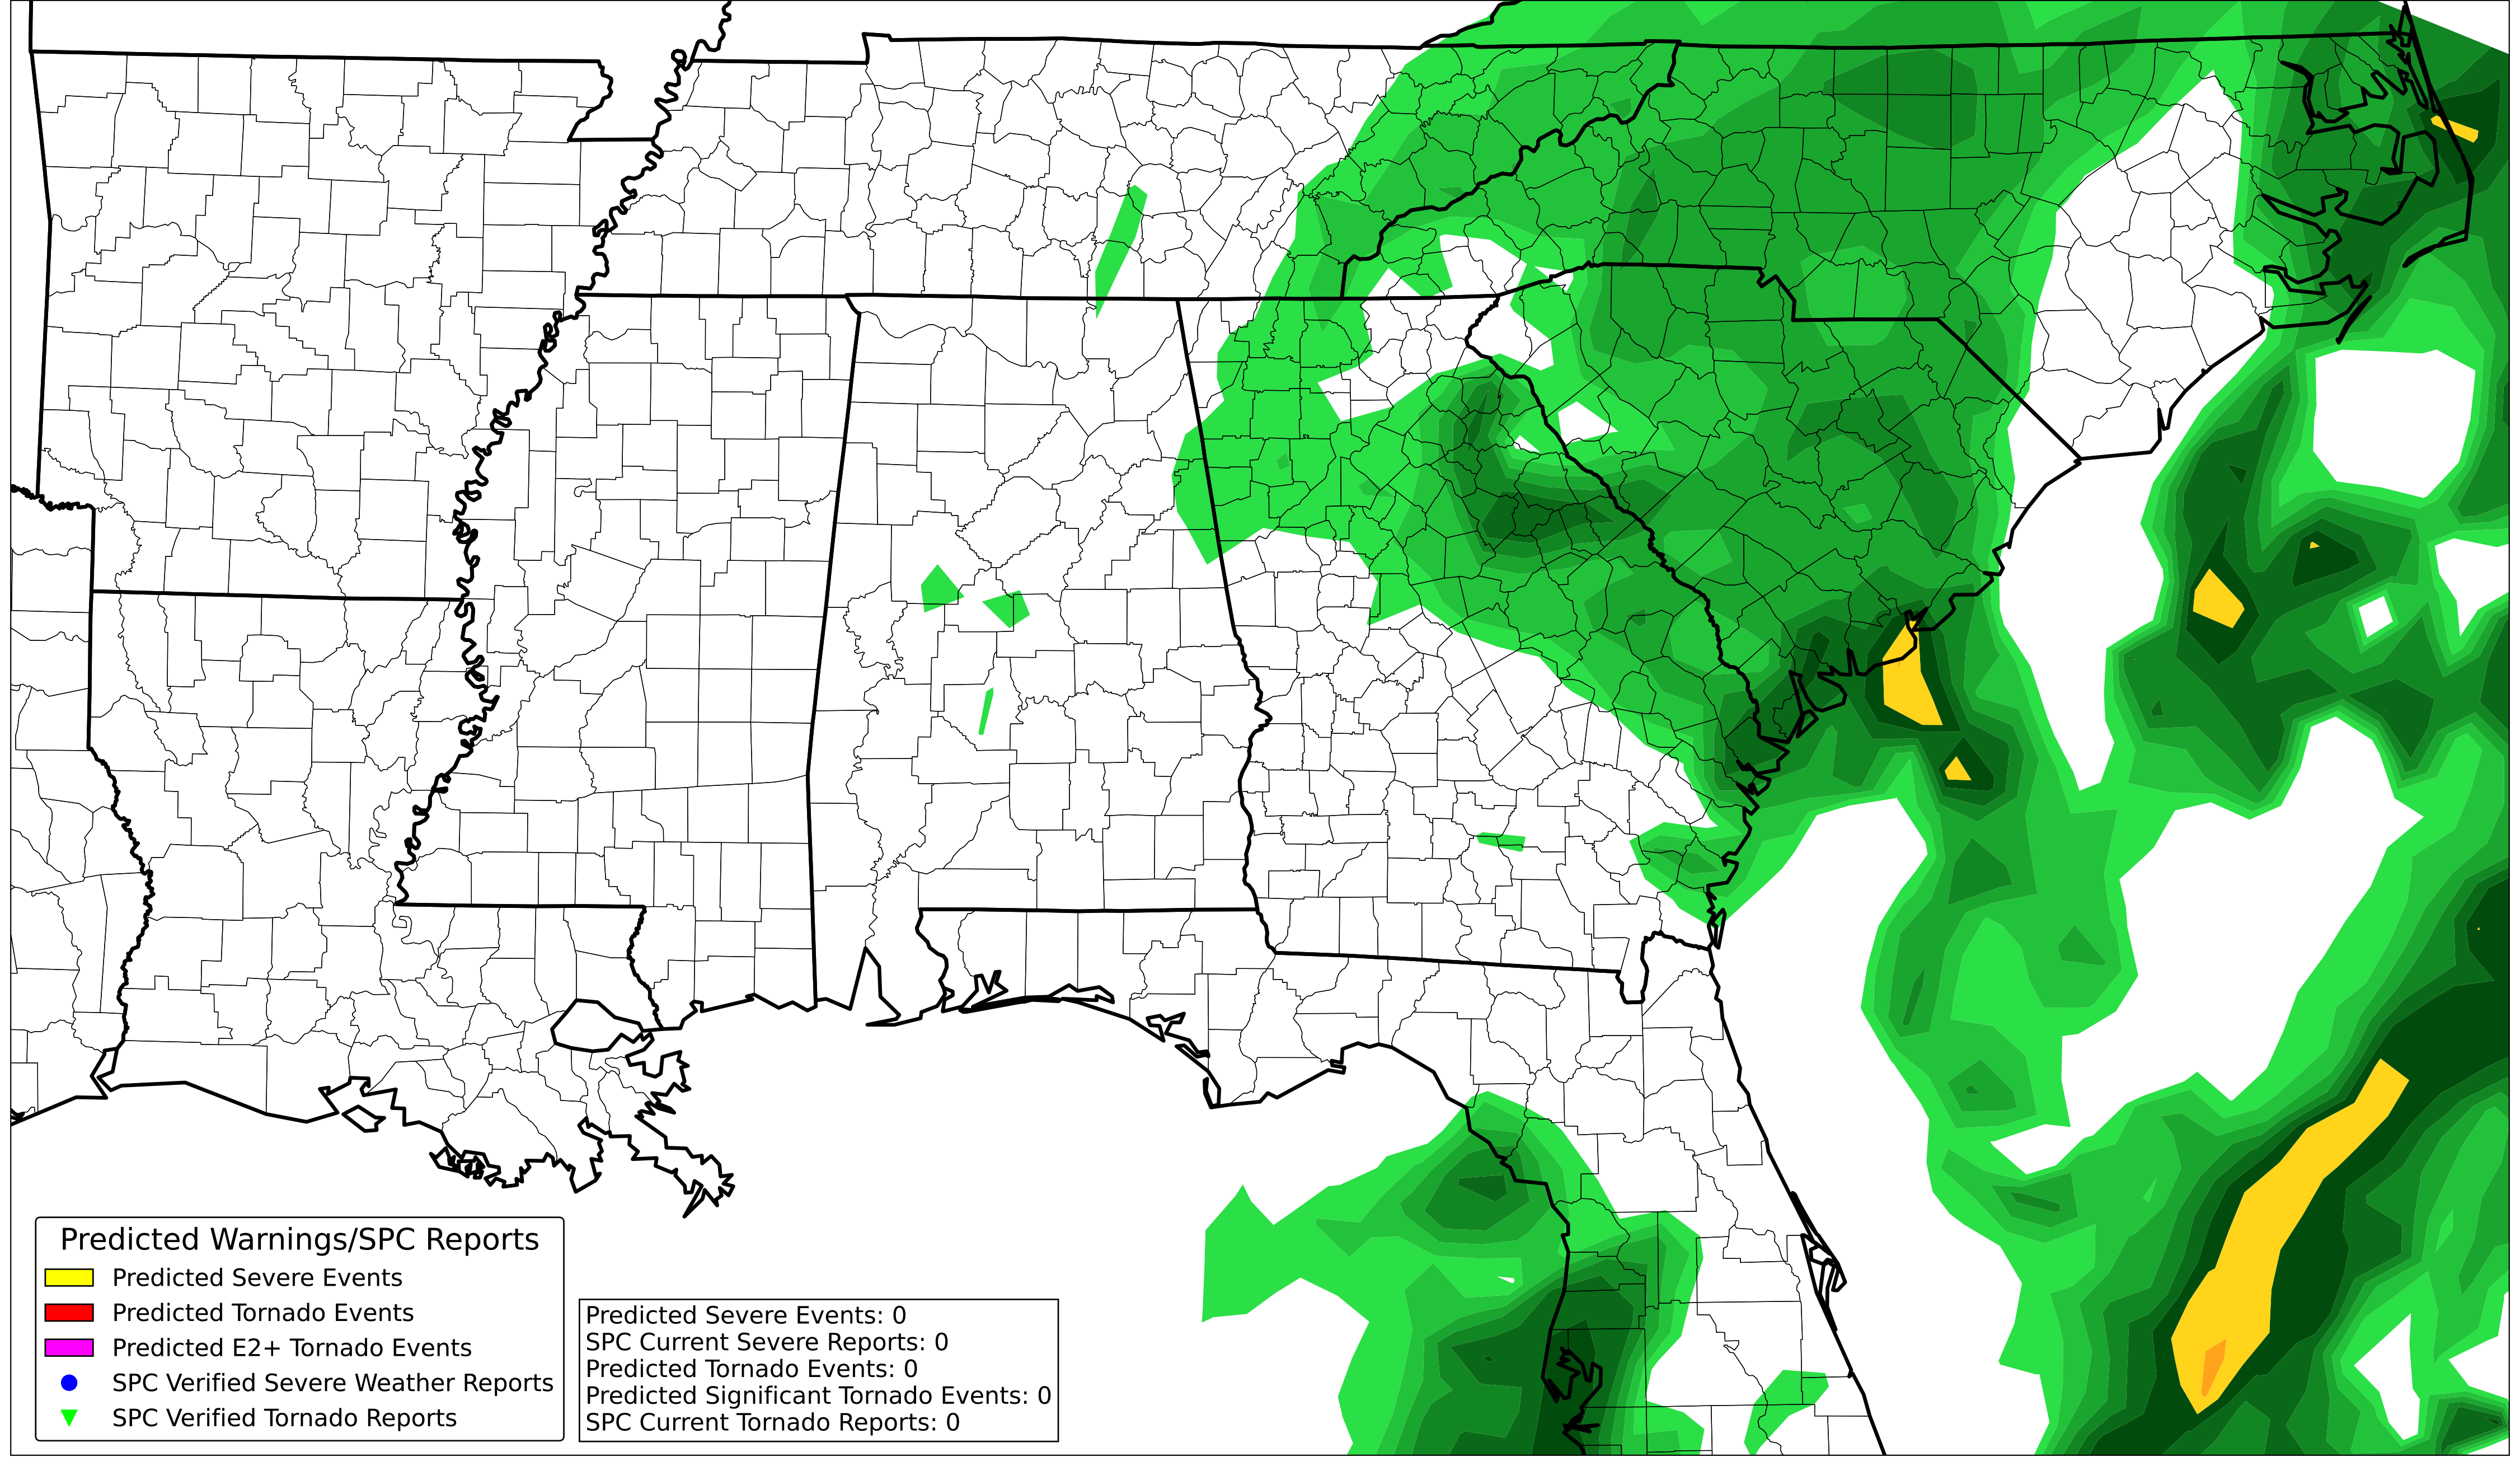 Predicted Warnings/SPC Reports
Predicted Severe Events
Predicted Tornado Events
Predicted E2+ Tornado Events
SPC Verified Severe Weather Reports
SPC Verified Tornado Reports
Predicted Severe Events: 0
SPC Current Severe Reports: 0
Predicted Tornado Events: 0
Predicted Significant Tornado Events: 0
SPC Current Tornado Reports: 0